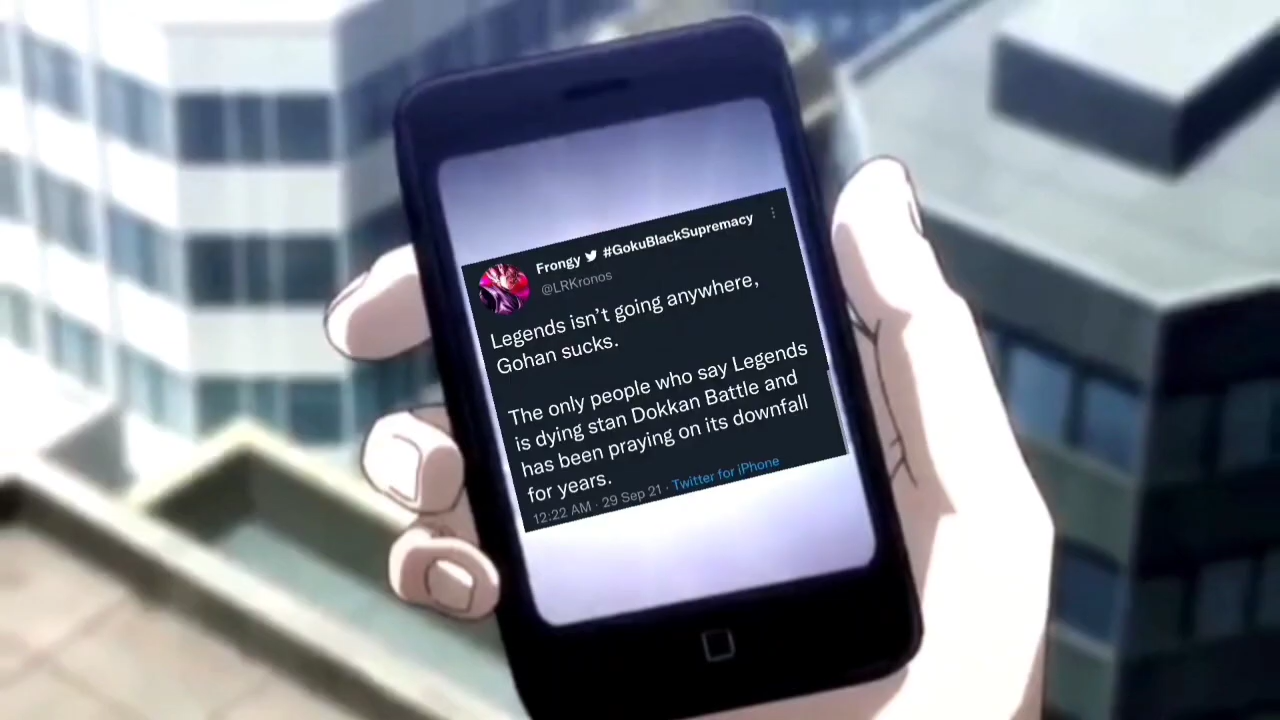 Frongy #GokuBlackSupremacy
@LRKronos
Legends isn't going anywhere,
Gohan sucks.
The only people who say Legends
is dying stan Dokkan Battle and
has been praying on its downfall
for years.
12:22 AM · 29 Sep 21 · Twitter for iPhone